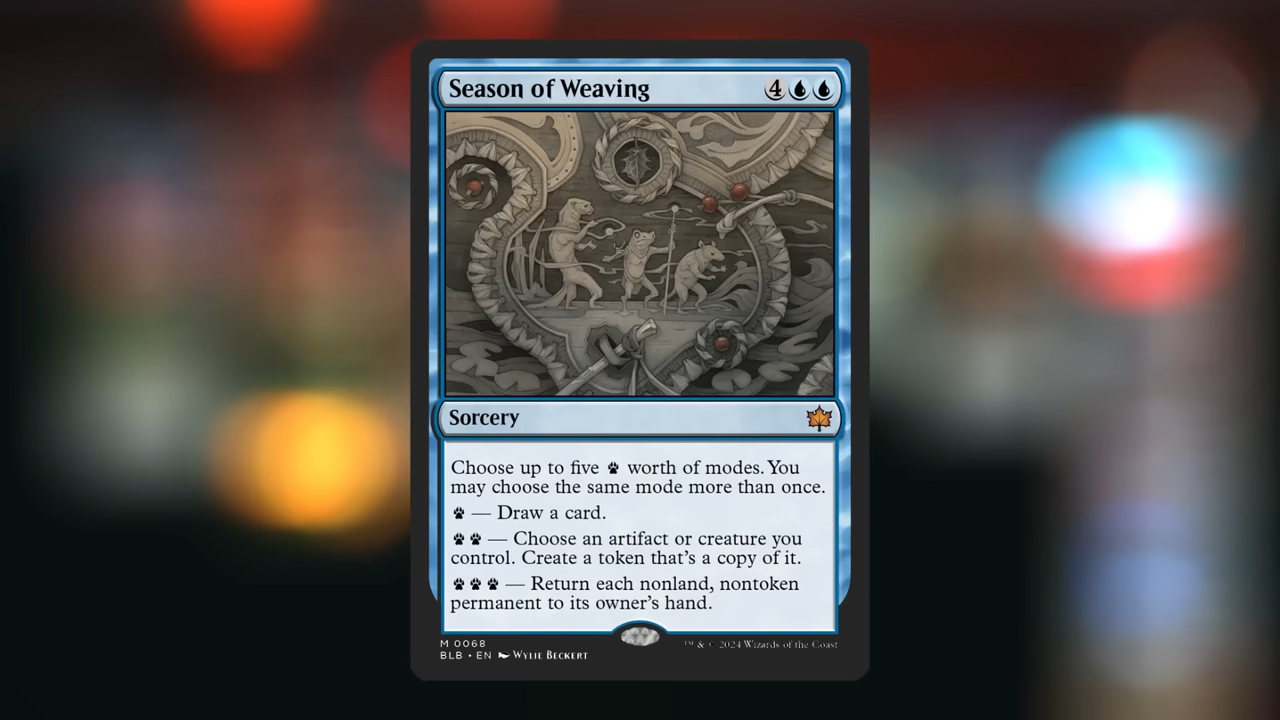 Season of Weaving 4
Sorcery
Choose up to five worth of modes. You
may choose the same mode more than once.
— Draw a card.
— Choose an artifact or creature you
control. Create a token that's a copy of it.
— Return each nonland, nontoken
permanent to its owner's hand.
M 0068
BLB • EN Wylie Beckert
™ & © 2024 Wizards of the Coast